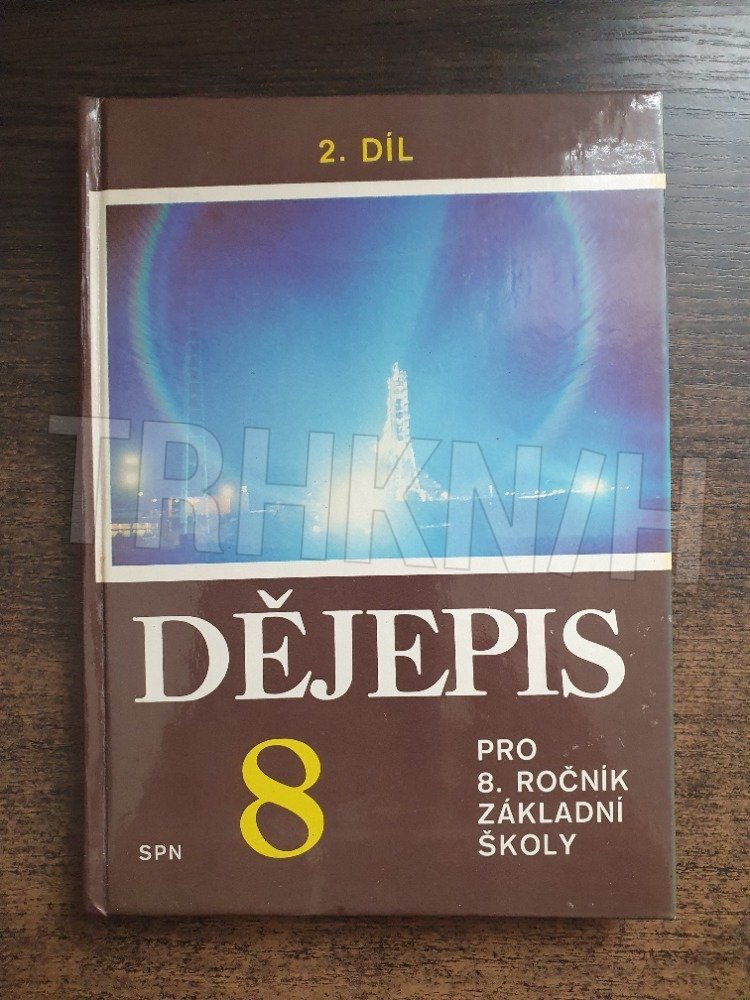 2. DÍL
TRHKNIH
DĚJEPIS
8
PRO
8. ROČNÍK
ZÁKLADNÍ
ŠKOLY
SPN